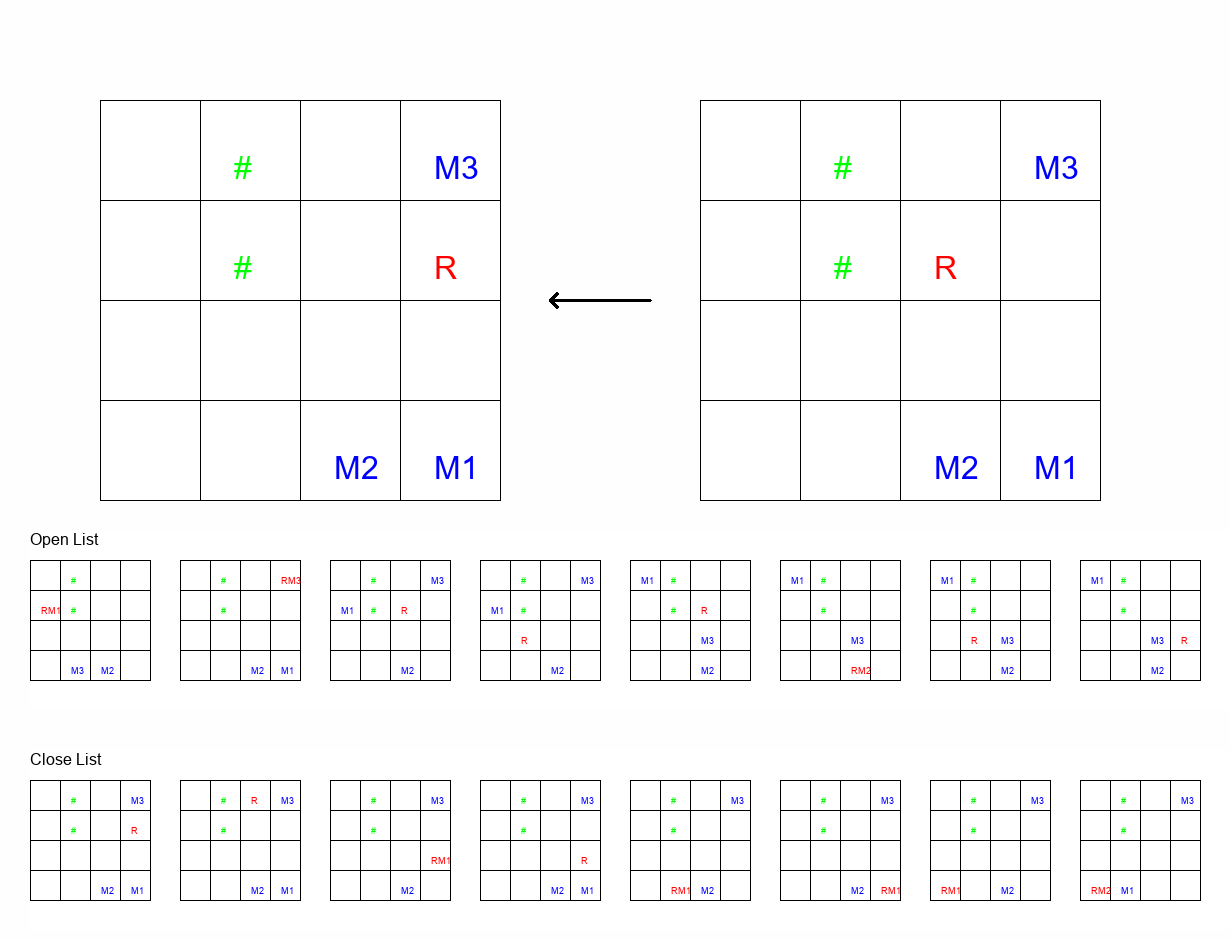 # # M3
# R # R
M2 M1 M2 M1
Open List
# # RM3 # M3 # M3 M1 # M1 # M1 # M1 #
RM1 # # M1 # R M1 # # R # # #
R M3 M3 R M3 M3 R
M3 M2 M2 M1 M2 M2 M2 RM2 M2 M2
Close List
# M3 # R M3 # M3 # M3 # M3 # M3 # M3 # M3
# R # # # # # # #
RM1 R
M2 M1 M2 M1 M2 M2 M1 RM1 M2 M2 RM1 RM1 M2 RM2 M1